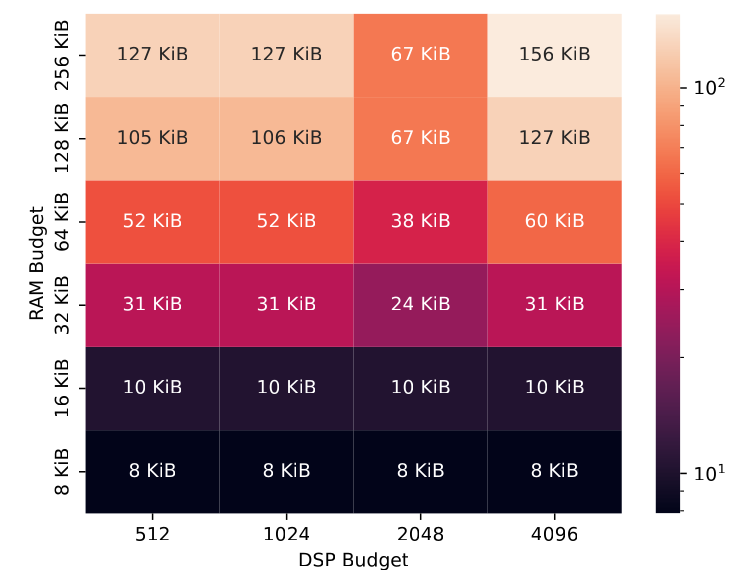 RAM Budget
256 KiB
127 KiB 127 KiB 67 KiB 156 KiB
128 KiB
105 KiB 106 KiB 67 KiB 127 KiB
64 KiB
52 KiB 52 KiB 38 KiB 60 KiB
32 KiB
31 KiB 31 KiB 24 KiB 31 KiB
16 KiB
10 KiB 10 KiB 10 KiB 10 KiB
8 KiB
8 KiB 8 KiB 8 KiB 8 KiB
512 1024 2048 4096
DSP Budget
10²
10¹